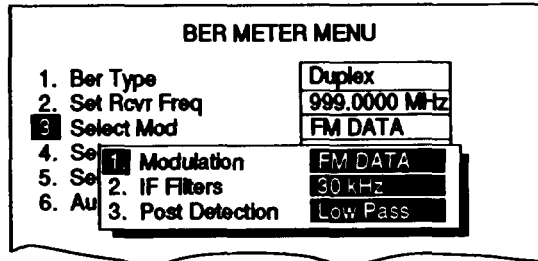 BER METER MENU
1. Ber Type Duplex
2. Set Rcvr Freq 999.0000 MHz
3 Select Mod FM DATA
4. Se
1. Modulation FM DATA
5. Se
2. IF Filters 30 kHz
6. Au
3. Post Detection Low Pass